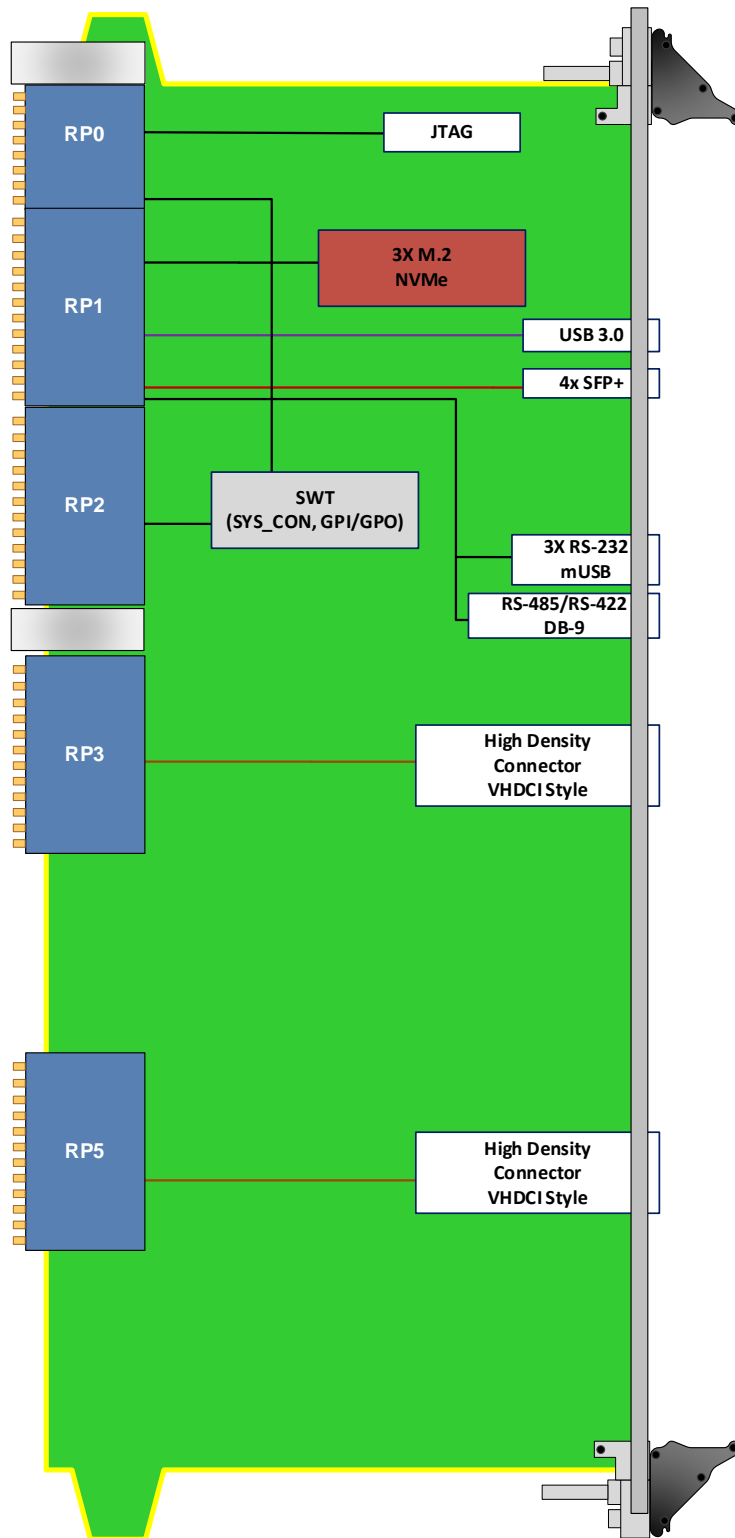 RP0
JTAG
3X M.2
NVMe
RP1
USB 3.0
4x SFP+
RP2
SWT
(SYS_CON, GPI/GPO)
3X RS-232
mUSB
RS-485/RS-422
DB-9
RP3
High Density
Connector
VHDCI Style
RP5
High Density
Connector
VHDCI Style